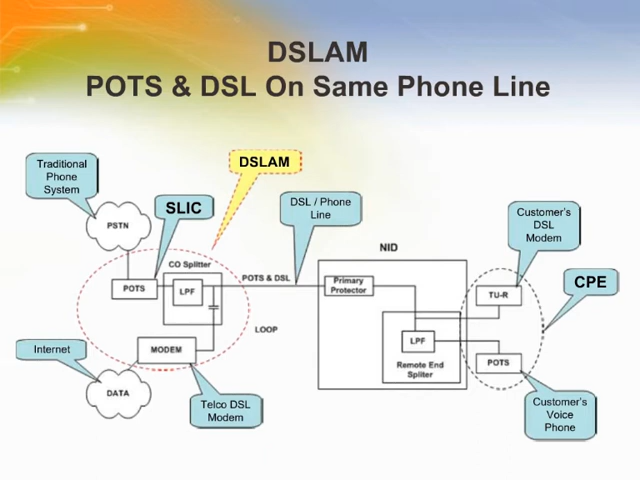 DSLAM
POTS & DSL On Same Phone Line
Traditional
Phone
System
DSLAM
SLIC
DSL / Phone
Line
Customer's
DSL
Modem
PSTN
NID
CO Splitter
POTS
LPF
POTS & DSL
Primary
Protector
TU-R
CPE
LOOP
Internet
MODEM
LPF
POTS
Remote End
Spliter
DATA
Telco DSL
Modem
Customer's
Voice
Phone